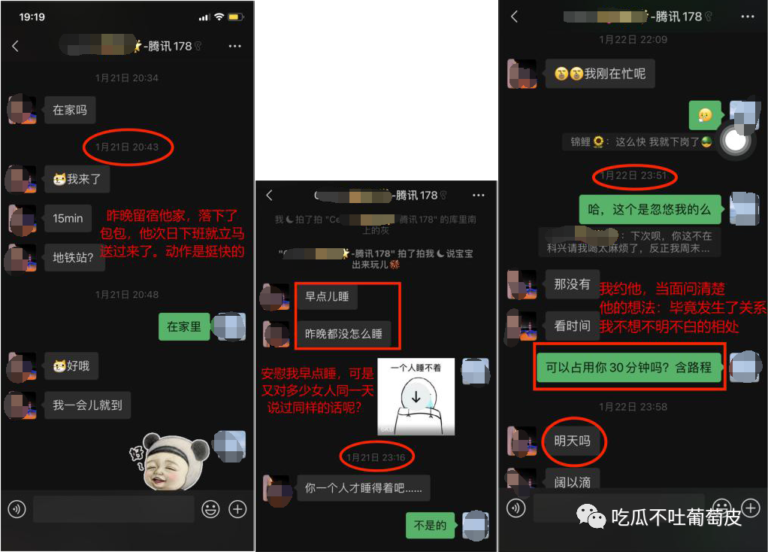 19:19
-腾讯178
1月21日 20:34
在家吗
1月21日 20:43
我来了
15min
地铁站?
昨晚留宿他家,落下了
包包,他次日下班就立马
送过来了。动作是挺快的
1月21日 20:48
在家里
好哦
我一会儿就到
好!
-腾讯178
我 拍了拍 "Ce 腾讯178" 的库里南
上的灰
-腾讯178" 拍了拍我 说宝宝
出来玩儿
早点儿睡
昨晚都没怎么睡
安慰我早点睡,可是
又对多少女人同一天
说过同样的话呢?
一个人睡不着
1月21日 23:16
你一个人才睡得着吧……
不是的
-腾讯178
1月22日 22:09
我刚在忙呢
锦鲤 :这么快 我就下岗了
1月22日 23:51
哈,这个是忽悠我的么
:下次呗,你这不在
科兴请我喝太麻烦了,反正我周末...
那没有
看时间
我约他,当面问清楚
他的想法:毕竟发生了关系
我不想不明不白的相处
可以占用你 30 分钟吗?含路程
1月22日 23:58
明天吗
阔以滴
吃瓜不吐葡萄皮